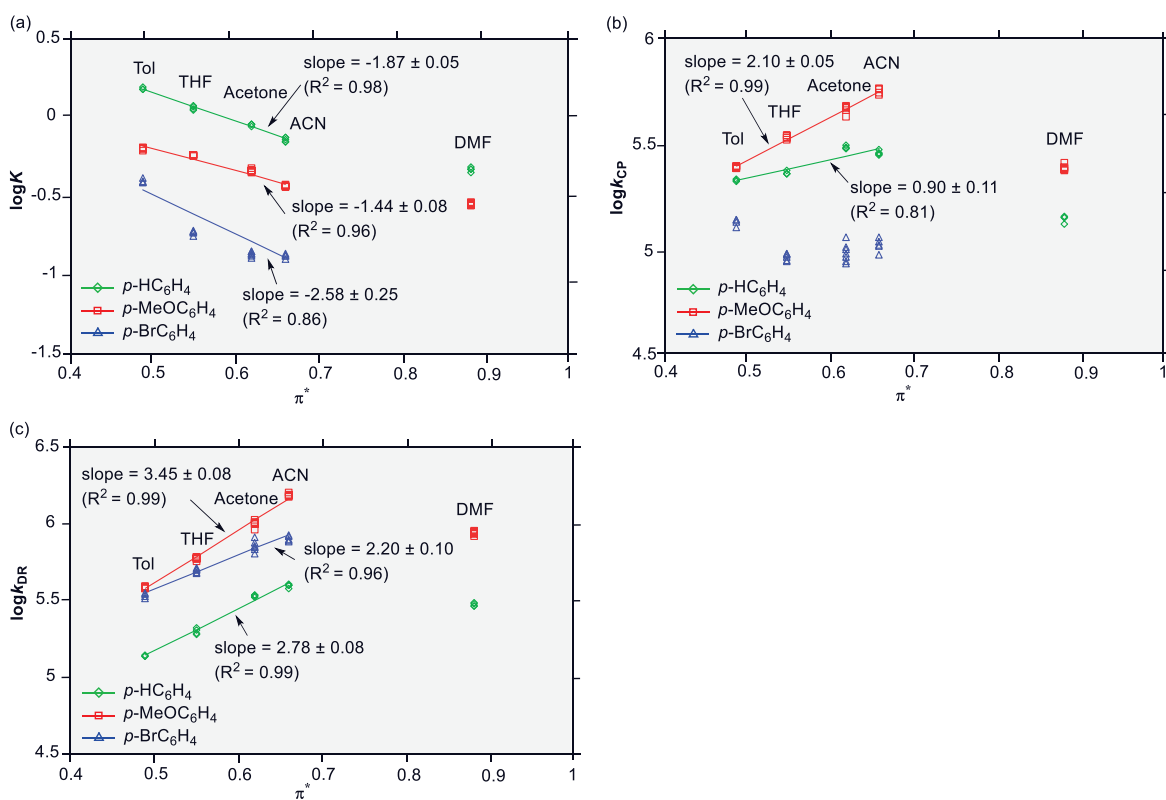 (a)
0.5
0
-0.5
-1
-1.5
logK
Tol
THF
Acetone
ACN
DMF
slope = -1.87 ± 0.05
(R2 = 0.98)
slope = -1.44 ± 0.08
(R2 = 0.96)
slope = -2.58 ± 0.25
(R2 = 0.86)
p-HC6H4
p-MeOC6H4
p-BrC6H4
0.4 0.5 0.6 0.7 0.8 0.9 1
π*
(b)
6
5.5
5
4.5
logkCP
slope = 2.10 ± 0.05
(R2 = 0.99)
Tol
THF
Acetone
ACN
DMF
slope = 0.90 ± 0.11
(R2 = 0.81)
p-HC6H4
p-MeOC6H4
p-BrC6H4
0.4 0.5 0.6 0.7 0.8 0.9 1
π*
(c)
6.5
6
5.5
5
4.5
logkDR
slope = 3.45 ± 0.08
(R2 = 0.99)
Tol
THF
Acetone
ACN
DMF
slope = 2.20 ± 0.10
(R2 = 0.96)
slope = 2.78 ± 0.08
(R2 = 0.99)
p-HC6H4
p-MeOC6H4
p-BrC6H4
0.4 0.5 0.6 0.7 0.8 0.9 1
π*